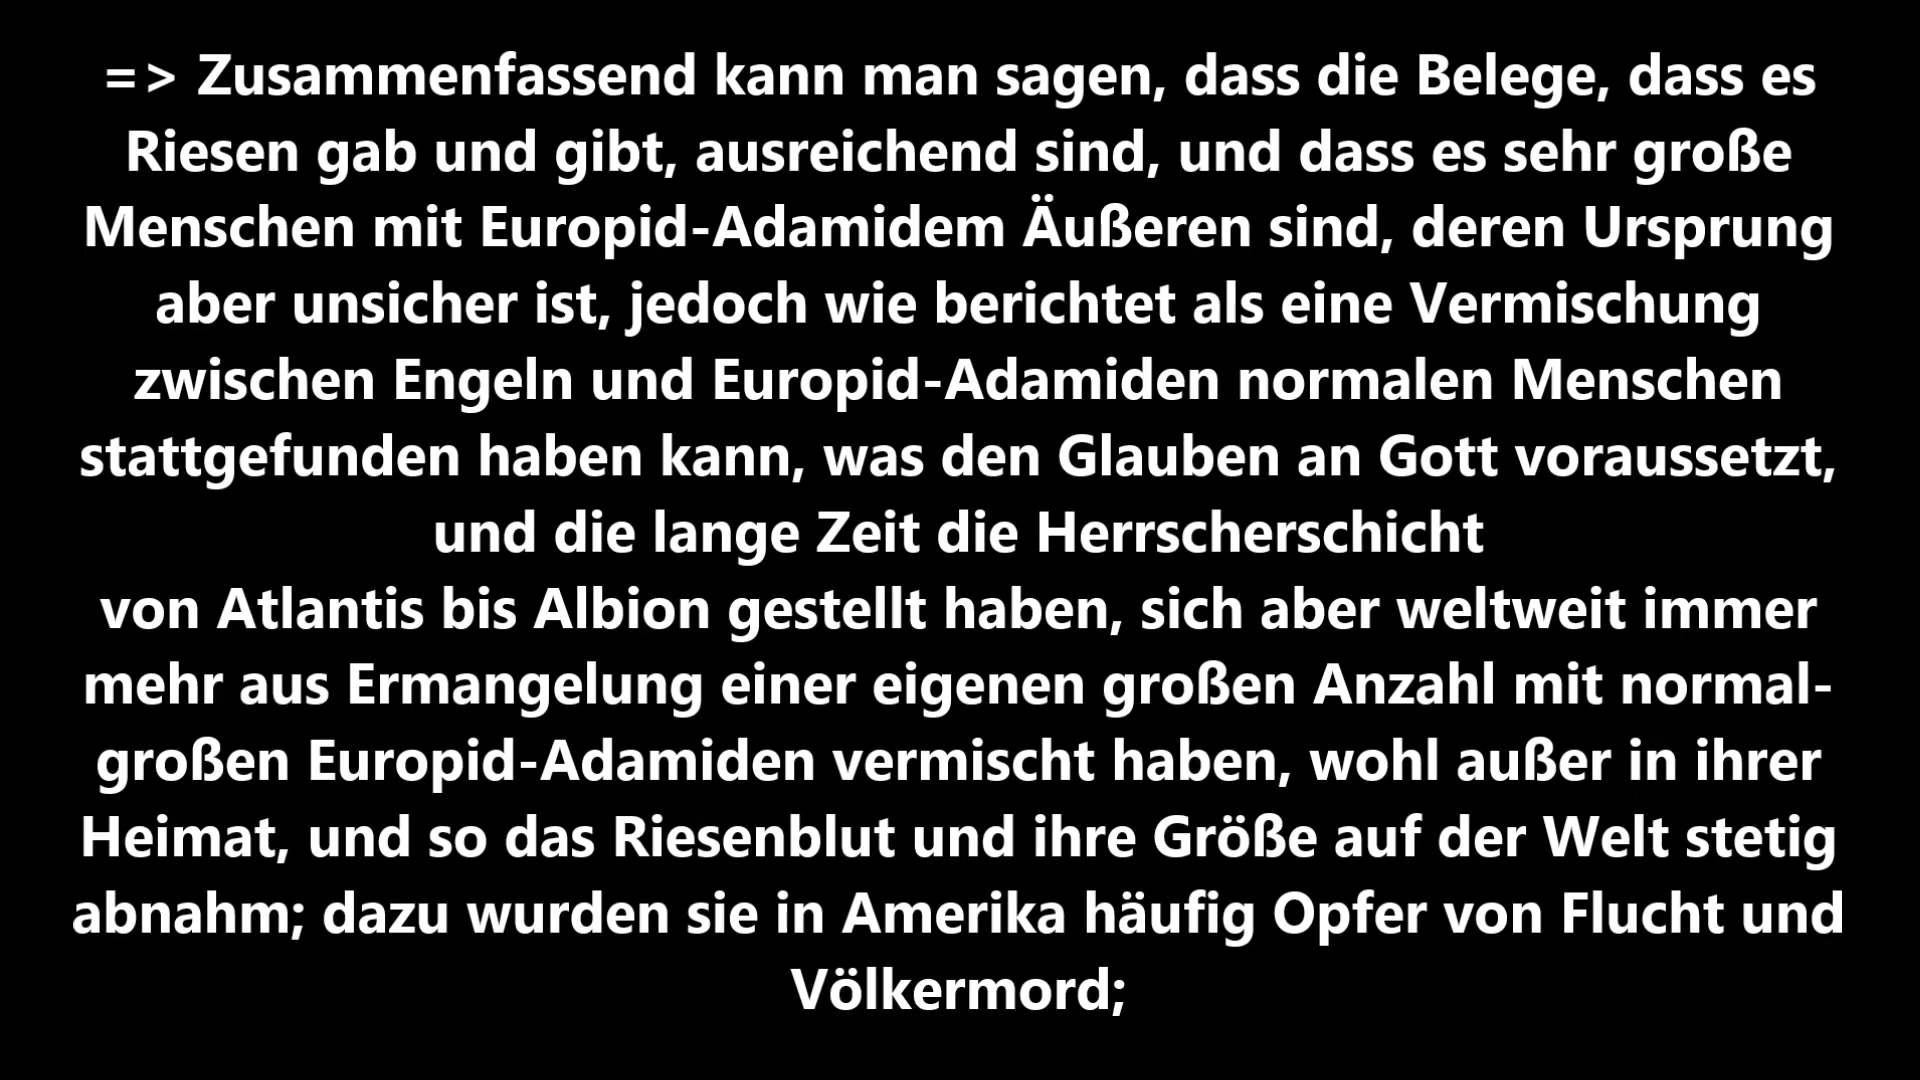 => Zusammenfassend kann man sagen, dass die Belege, dass es
Riesen gab und gibt, ausreichend sind, und dass es sehr große
Menschen mit Europid-Adamidem Äußeren sind, deren Ursprung
aber unsicher ist, jedoch wie berichtet als eine Vermischung
zwischen Engeln und Europid-Adamiden normalen Menschen
stattgefunden haben kann, was den Glauben an Gott voraussetzt,
und die lange Zeit die Herrscherschicht
von Atlantis bis Albion gestellt haben, sich aber weltweit immer
mehr aus Ermangelung einer eigenen großen Anzahl mit normal-
großen Europid-Adamiden vermischt haben, wohl außer in ihrer
Heimat, und so das Riesenblut und ihre Größe auf der Welt stetig
abnahm; dazu wurden sie in Amerika häufig Opfer von Flucht und
Völkermord;